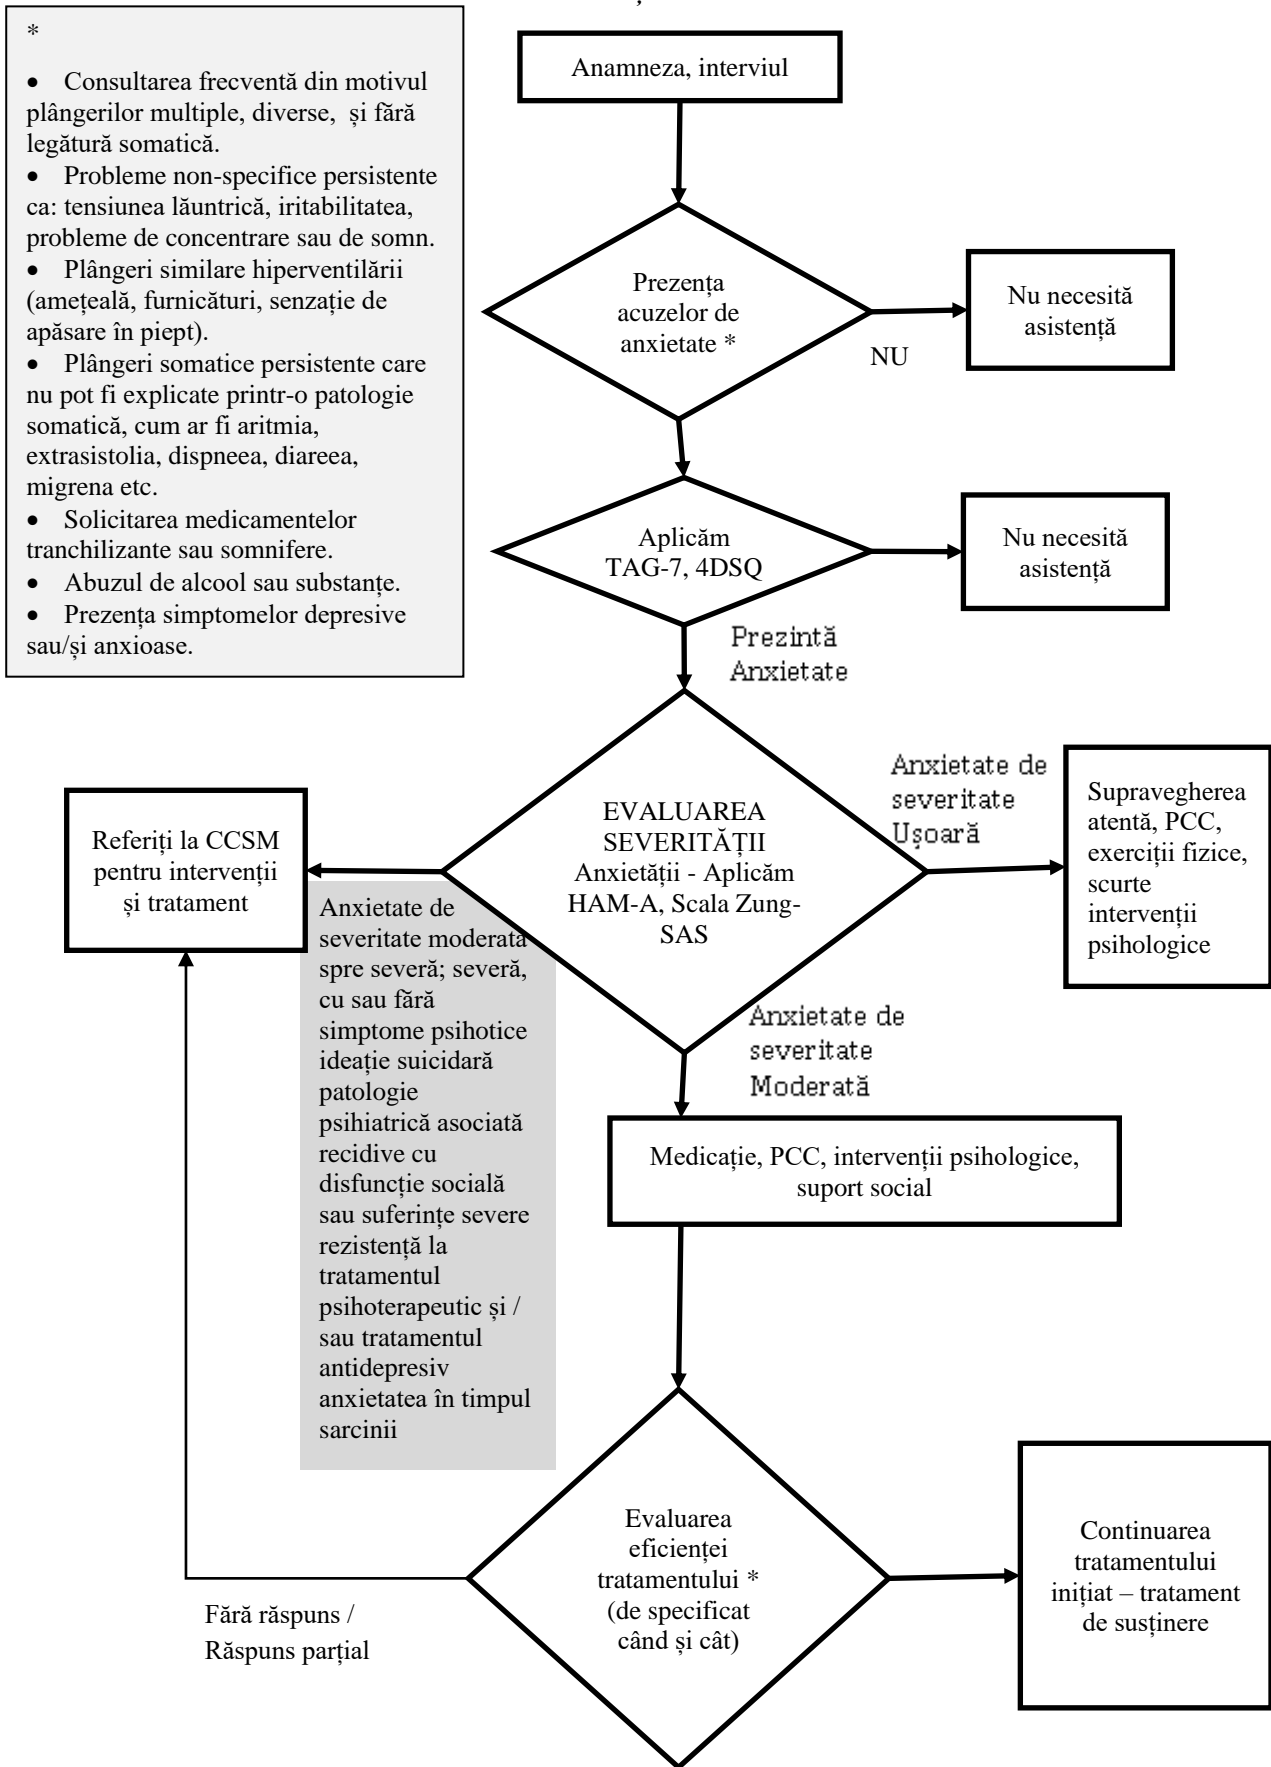 *
• Consultarea frecventă din motivul
plângerilor multiple, diverse, și fără
legătură somatică.
• Probleme non-specifice persistente
ca: tensiunea lăuntrică, iritabilitatea,
probleme de concentrare sau de somn.
• Plângeri similare hiperventilării
(amețeală, furnicături, senzație de
apăsare în piept).
• Plângeri somatice persistente care
nu pot fi explicate printr-o patologie
somatică, cum ar fi aritmia,
extrasistolia, dispneea, diareea,
migrena etc.
• Solicitarea medicamentelor
tranchilizante sau somnifere.
• Abuzul de alcool sau substanțe.
• Prezența simptomelor depresive
sau/și anxioase.
Anamneza, interviul
Prezența
acuzelor de
anxietate *
NU
Nu necesită
asistență
Aplicăm
TAG-7, 4DSQ
Nu necesită
asistență
Prezintă
Anxietate
EVALUAREA
SEVERITĂȚII
Anxietății - Aplicăm
HAM-A, Scala Zung-
SAS
Anxietate de
severitate
Ușoară
Supravegherea
atentă, PCC,
exerciții fizice,
scurte
intervenții
psihologice
Referiți la CCSM
pentru intervenții
și tratament
Anxietate de
severitate moderată
spre severă; severă,
cu sau fără
simptome psihotice
ideație suicidară
patologie
psihiatrică asociată
recidive cu
disfuncție socială
sau suferințe severe
rezistență la
tratamentul
psihoterapeutic și /
sau tratamentul
antidepresiv
anxietatea în timpul
sarcinii
Anxietate de
severitate
Moderată
Medicație, PCC, intervenții psihologice,
suport social
Evaluarea
eficienței
tratamentului *
(de specificat
când și cât)
Fără răspuns /
Răspuns parțial
Continuarea
tratamentului
inițiat – tratament
de susținere